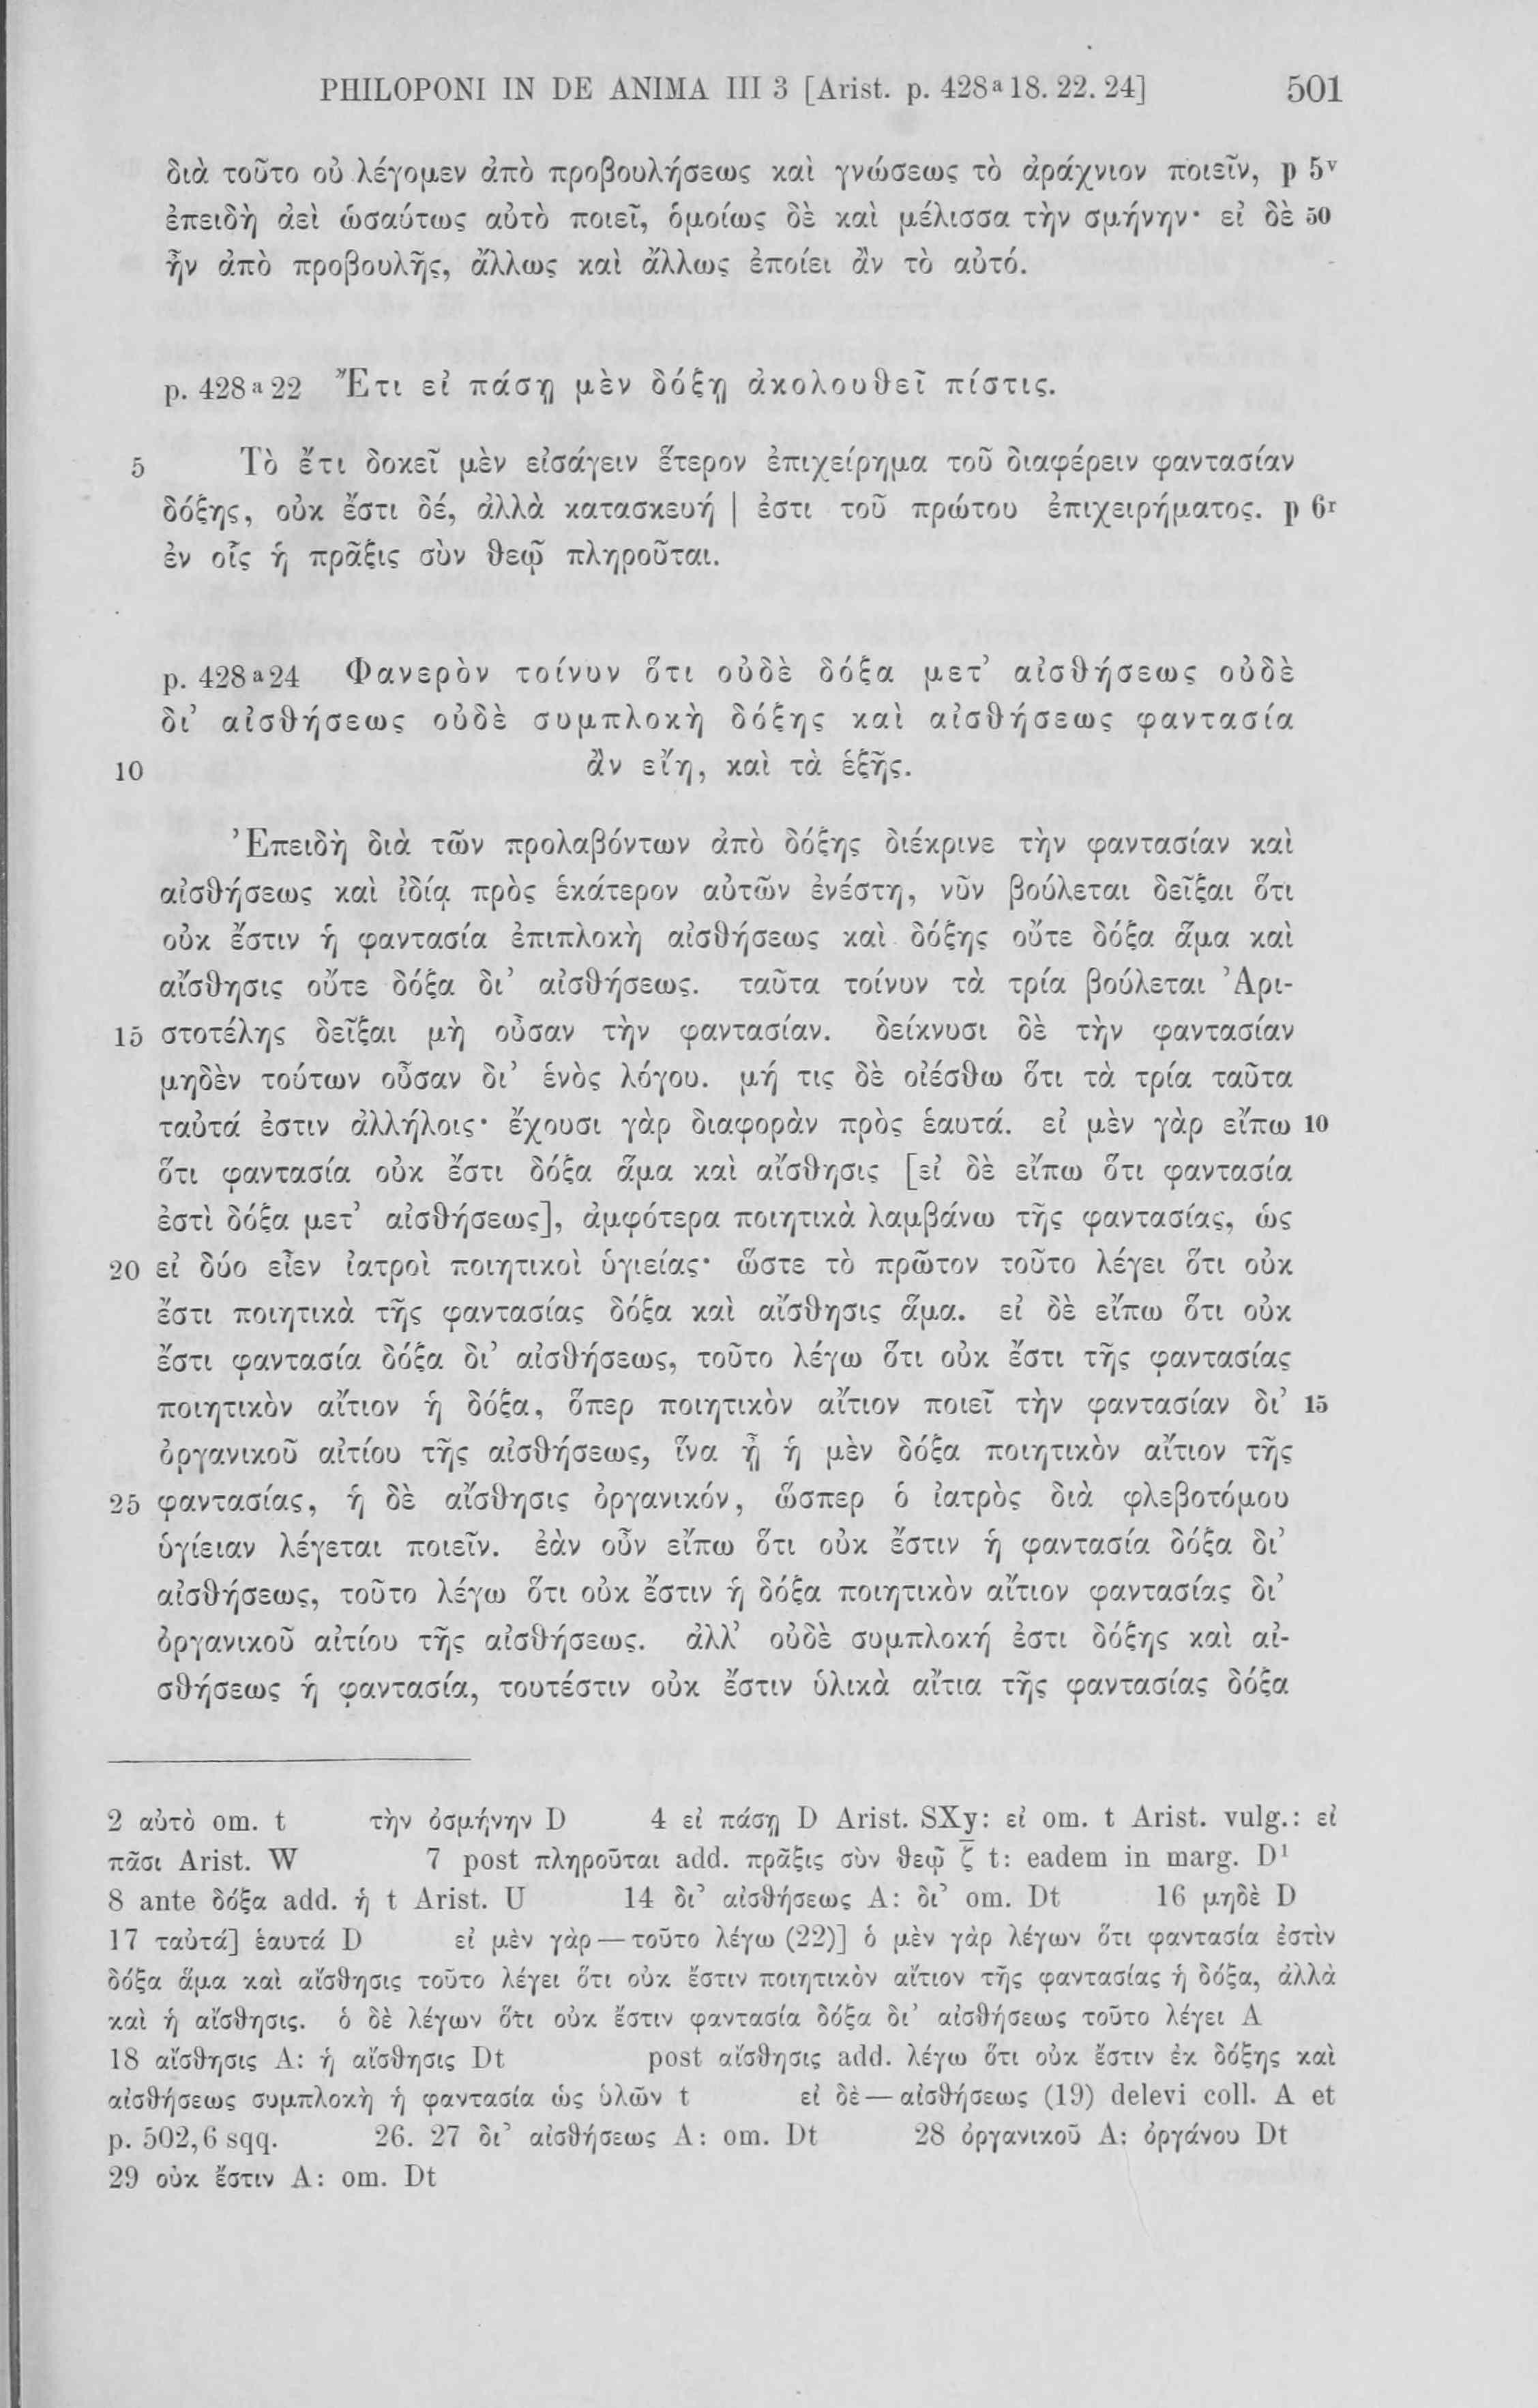 PHILOPONI IN DE ANIMA III 3 [Arist. p. 428ª18. 22. 24] 501
διὰ τοῦτο οὐ λέγομεν ἀπὸ προβουλήσεως καὶ γνώσεως τὸ ἀράχνιον ποιεῖν, p 5ᵛ
ἐπειδὴ ἀεὶ ὡσαύτως αὐτὸ ποιεῖ, ὁμοίως δὲ καὶ μέλισσα τὴν σμήνην· εἰ δὲ 50
ἦν ἀπὸ προβουλῆς, ἄλλως καὶ ἄλλως ἐποίει ἂν τὸ αὐτό.
p. 428ª22 Ἔτι εἰ πάσῃ μὲν δόξῃ ἀκολουθεῖ πίστις.
5 Τὸ ἔτι δοκεῖ μὲν εἰσάγειν ἕτερον ἐπιχείρημα τοῦ διαφέρειν φαντασίαν
δόξης, οὐκ ἔστι δέ, ἀλλὰ κατασκευή | ἐστι τοῦ πρώτου ἐπιχειρήματος. p 6ʳ
ἐν οἷς ἡ πρᾶξις σὺν θεῷ πληροῦται.
p. 428ª24 Φανερὸν τοίνυν ὅτι οὐδὲ δόξα μετ’ αἰσθήσεως οὐδὲ
δι’ αἰσθήσεως οὐδὲ συμπλοκὴ δόξης καὶ αἰσθήσεως φαντασία
10 ἂν εἴη, καὶ τὰ ἑξῆς.
Ἐπειδὴ διὰ τῶν προλαβόντων ἀπὸ δόξης διέκρινε τὴν φαντασίαν καὶ
αἰσθήσεως καὶ ἰδίᾳ πρὸς ἑκάτερον αὐτῶν ἐνέστη, νῦν βούλεται δεῖξαι ὅτι
οὐκ ἔστιν ἡ φαντασία ἐπιπλοκὴ αἰσθήσεως καὶ δόξης οὔτε δόξα ἅμα καὶ
αἴσθησις οὔτε δόξα δι’ αἰσθήσεως. ταῦτα τοίνυν τὰ τρία βούλεται Ἀρι-
15 στοτέλης δεῖξαι μὴ οὖσαν τὴν φαντασίαν. δείκνυσι δὲ τὴν φαντασίαν
μηδὲν τούτων οὖσαν δι’ ἑνὸς λόγου. μή τις δὲ οἰέσθω ὅτι τὰ τρία ταῦτα
ταὐτά ἐστιν ἀλλήλοις· ἔχουσι γὰρ διαφορὰν πρὸς ἑαυτά. εἰ μὲν γὰρ εἴπω 10
ὅτι φαντασία οὐκ ἔστι δόξα ἅμα καὶ αἴσθησις [εἰ δὲ εἴπω ὅτι φαντασία
ἐστὶ δόξα μετ’ αἰσθήσεως], ἀμφότερα ποιητικὰ λαμβάνω τῆς φαντασίας, ὡς
20 εἰ δύο εἶεν ἰατροὶ ποιητικοὶ ὑγιείας· ὥστε τὸ πρῶτον τοῦτο λέγει ὅτι οὐκ
ἔστι ποιητικὰ τῆς φαντασίας δόξα καὶ αἴσθησις ἅμα. εἰ δὲ εἴπω ὅτι οὐκ
ἔστι φαντασία δόξα δι’ αἰσθήσεως, τοῦτο λέγω ὅτι οὐκ ἔστι τῆς φαντασίας
ποιητικὸν αἴτιον ἡ δόξα, ὅπερ ποιητικὸν αἴτιον ποιεῖ τὴν φαντασίαν δι’ 15
ὀργανικοῦ αἰτίου τῆς αἰσθήσεως, ἵνα ᾖ ἡ μὲν δόξα ποιητικὸν αἴτιον τῆς
25 φαντασίας, ἡ δὲ αἴσθησις ὀργανικόν, ὥσπερ ὁ ἰατρὸς διὰ φλεβοτόμου
ὑγίειαν λέγεται ποιεῖν. ἐὰν οὖν εἴπω ὅτι οὐκ ἔστιν ἡ φαντασία δόξα δι’
αἰσθήσεως, τοῦτο λέγω ὅτι οὐκ ἔστιν ἡ δόξα ποιητικὸν αἴτιον φαντασίας δι’
ὀργανικοῦ αἰτίου τῆς αἰσθήσεως. ἀλλ’ οὐδὲ συμπλοκή ἐστι δόξης καὶ αἰ-
σθήσεως ἡ φαντασία, τουτέστιν οὐκ ἔστιν ὑλικὰ αἴτια τῆς φαντασίας δόξα
2 αὐτὸ om. t τὴν ὀσμήνην D 4 εἰ πάσῃ D Arist. SXy: εἰ om. t Arist. vulg.: εἰ
πᾶσι Arist. W 7 post πληροῦται add. πρᾶξις σὺν θεῷ ζ̅ t: eadem in marg. D¹
8 ante δόξα add. ἡ t Arist. U 14 δι’ αἰσθήσεως A: δι’ om. Dt 16 μηδὲ D
17 ταὐτά] ἑαυτά D εἰ μὲν γὰρ — τοῦτο λέγω (22)] ὁ μὲν γὰρ λέγων ὅτι φαντασία ἐστὶν
δόξα ἅμα καὶ αἴσθησις τοῦτο λέγει ὅτι οὐκ ἔστιν ποιητικὸν αἴτιον τῆς φαντασίας ἡ δόξα, ἀλλὰ
καὶ ἡ αἴσθησις. ὁ δὲ λέγων ὅτι οὐκ ἔστιν φαντασία δόξα δι’ αἰσθήσεως τοῦτο λέγει A
18 αἴσθησις A: ἡ αἴσθησις Dt post αἴσθησις add. λέγω ὅτι οὐκ ἔστιν ἐκ δόξης καὶ
αἰσθήσεως συμπλοκὴ ἡ φαντασία ὡς ὑλῶν t εἰ δὲ — αἰσθήσεως (19) delevi coll. A et
p. 502,6 sqq. 26. 27 δι’ αἰσθήσεως A: om. Dt 28 ὀργανικοῦ A: ὀργάνου Dt
29 οὐκ ἔστιν A: om. Dt